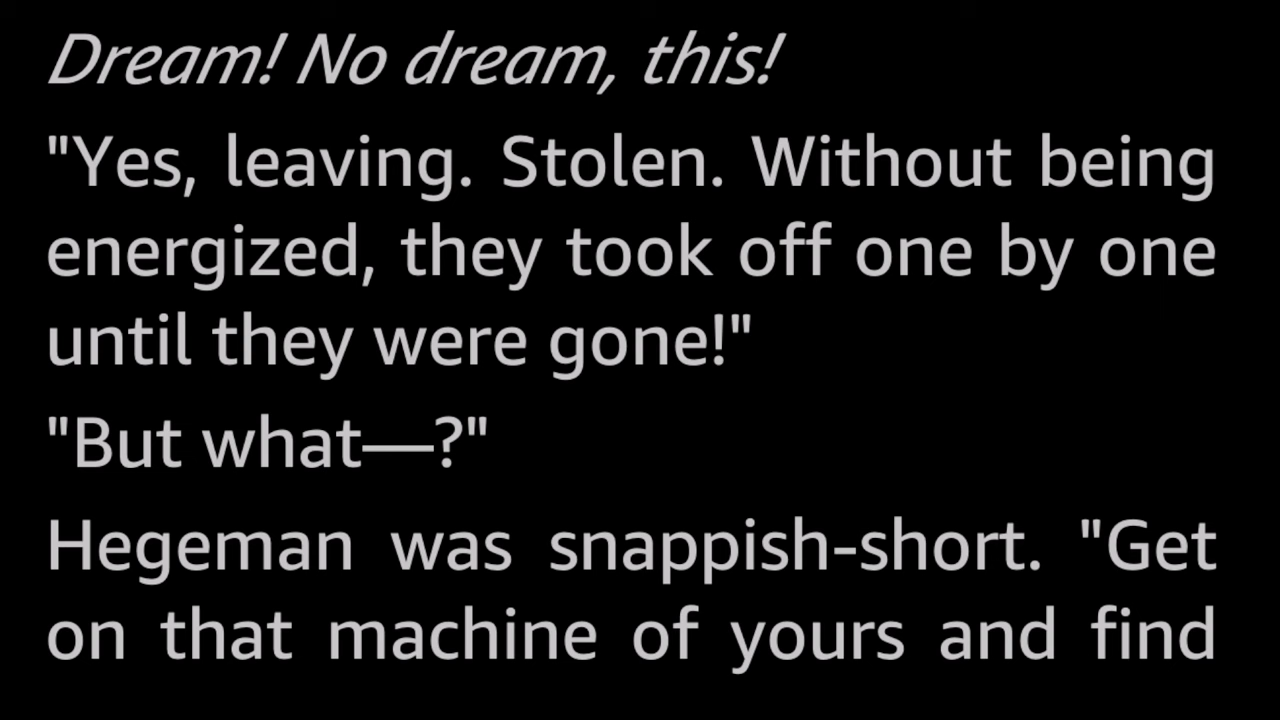 Dream! No dream, this!
"Yes, leaving. Stolen. Without being
energized, they took off one by one
until they were gone!"
"But what—?"
Hegeman was snappish-short. "Get
on that machine of yours and find